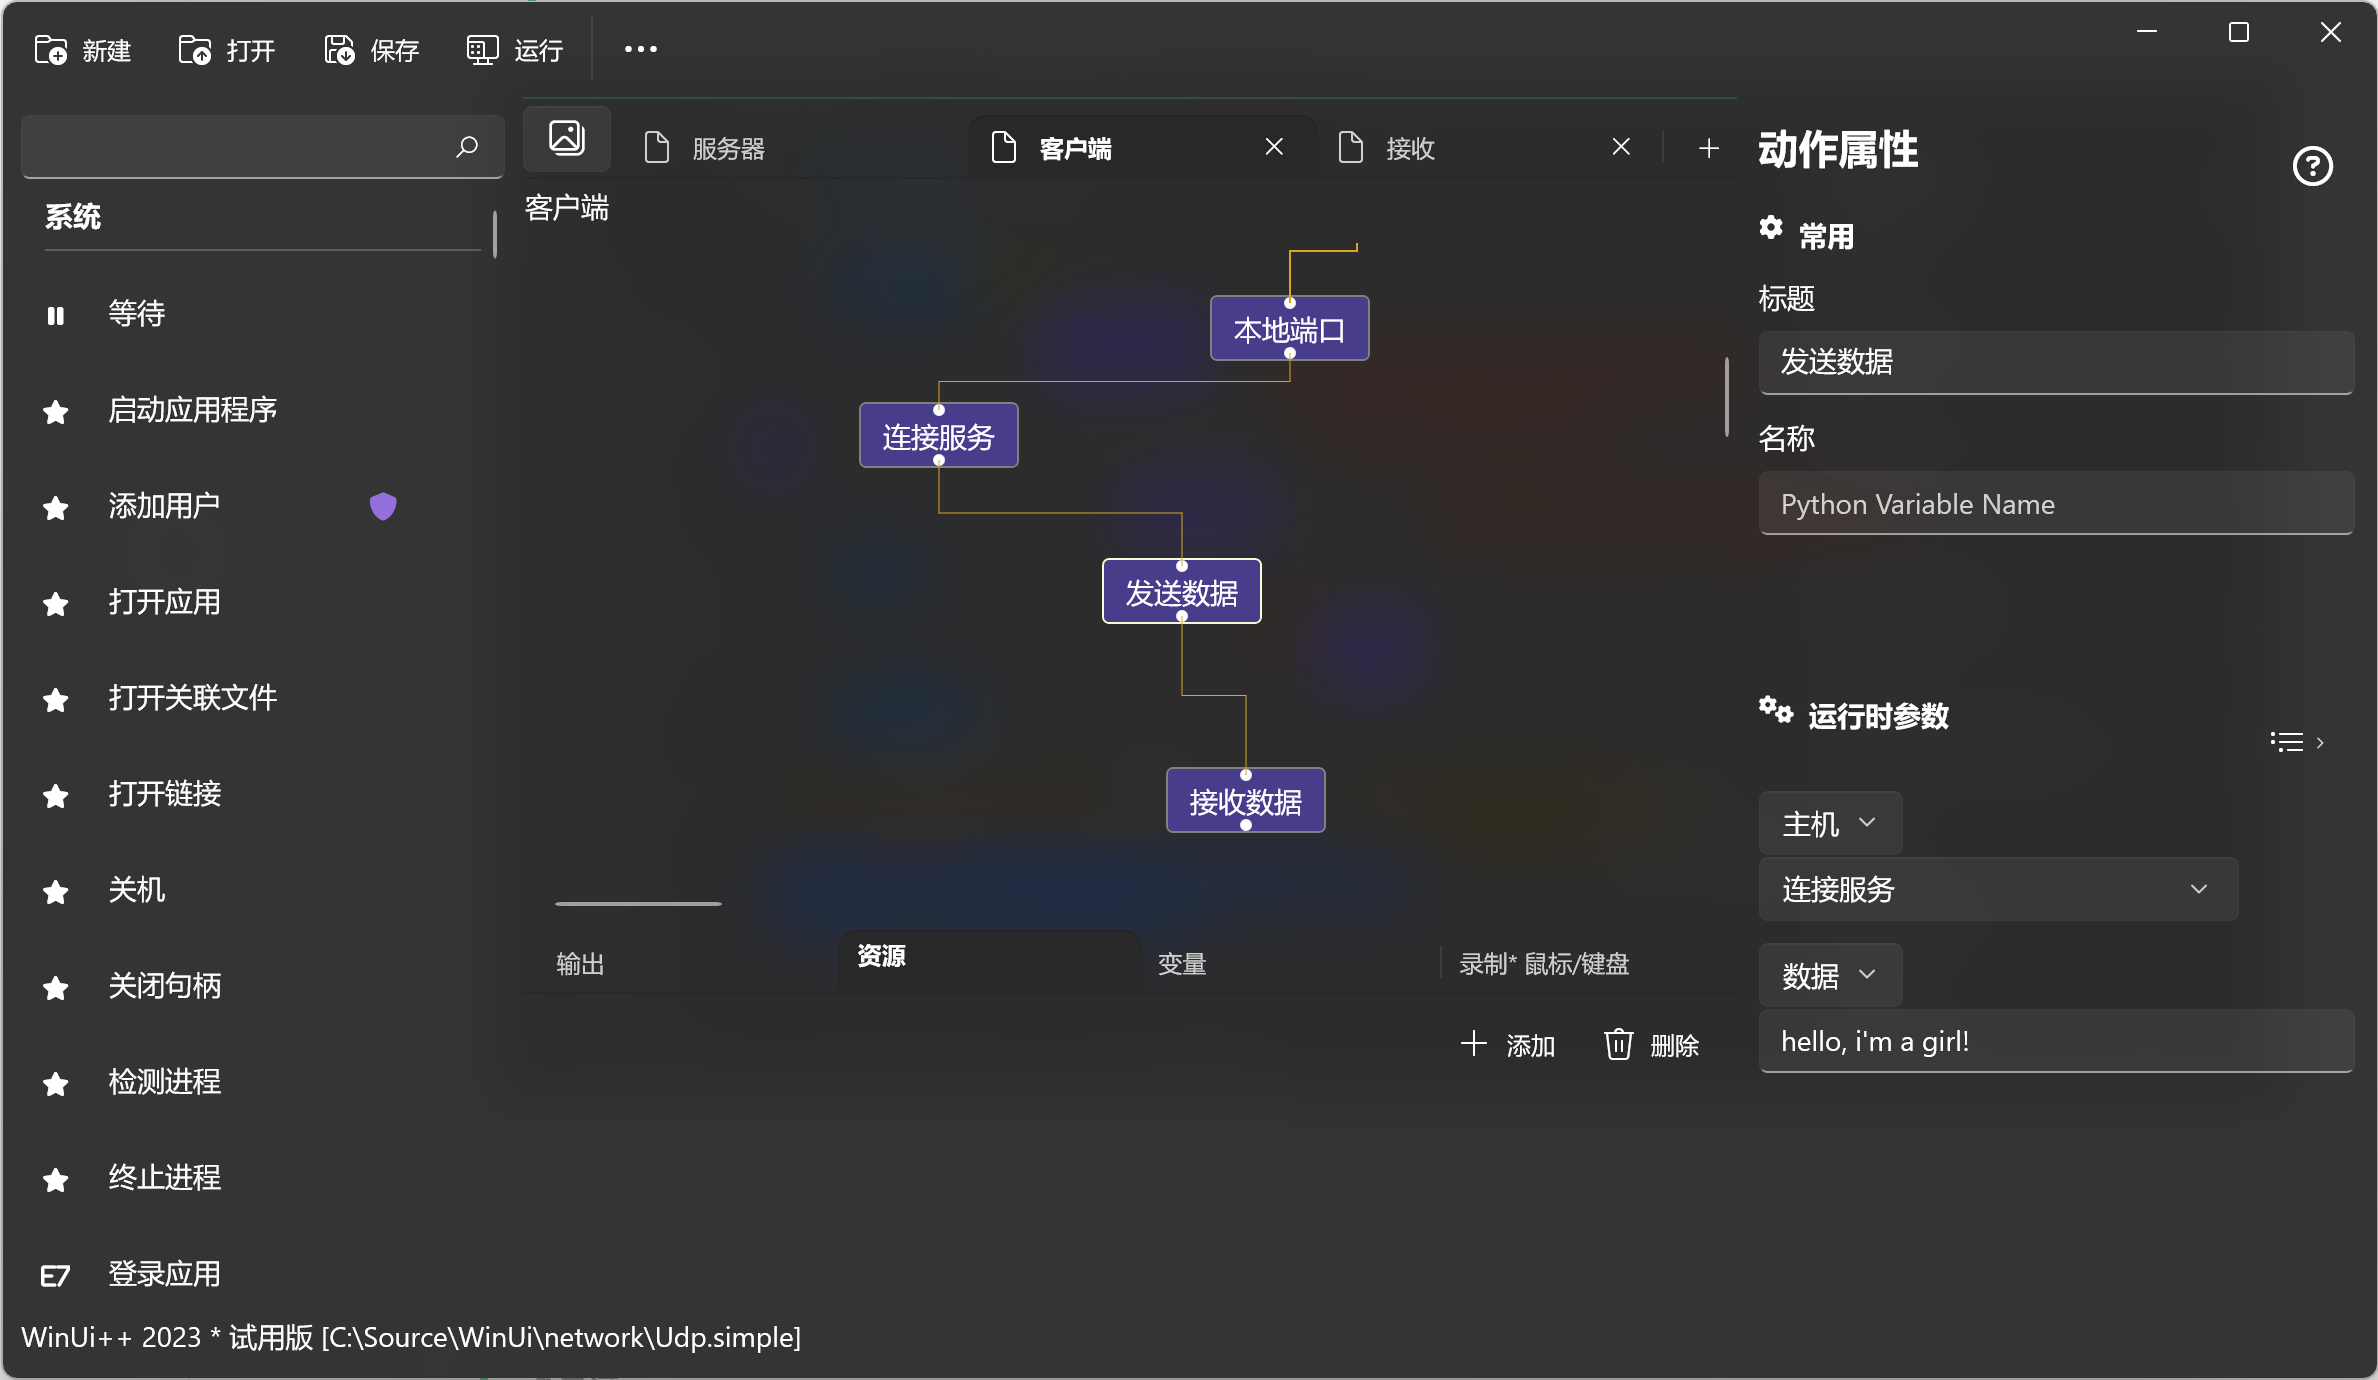 新建 打开 保存 运行
服务器 客户端 接收
系统
等待
启动应用程序
添加用户
打开应用
打开关联文件
打开链接
关机
关闭句柄
检测进程
终止进程
E7 登录应用
客户端
本地端口
连接服务
发送数据
接收数据
输出 资源 变量 录制* 鼠标/键盘
添加 删除
动作属性
常用
标题
发送数据
名称
Python Variable Name
运行时参数
主机
连接服务
数据
hello, i'm a girl!
WinUi++ 2023 * 试用版 [C:\Source\WinUi\network\Udp.simple]